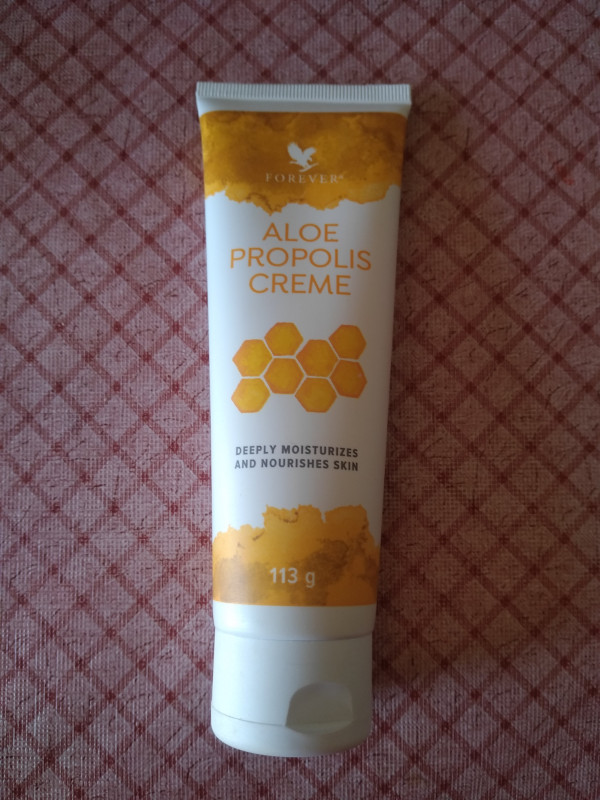 FOREVER®
ALOE
PROPOLIS
CREME
DEEPLY MOISTURIZES
AND NOURISHES SKIN
113 g